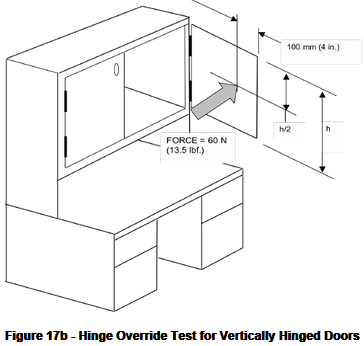 100 mm (4 in.)
h/2
h
FORCE = 60 N
(13.5 lbf.)
Figure 17b - Hinge Override Test for Vertically Hinged Doors